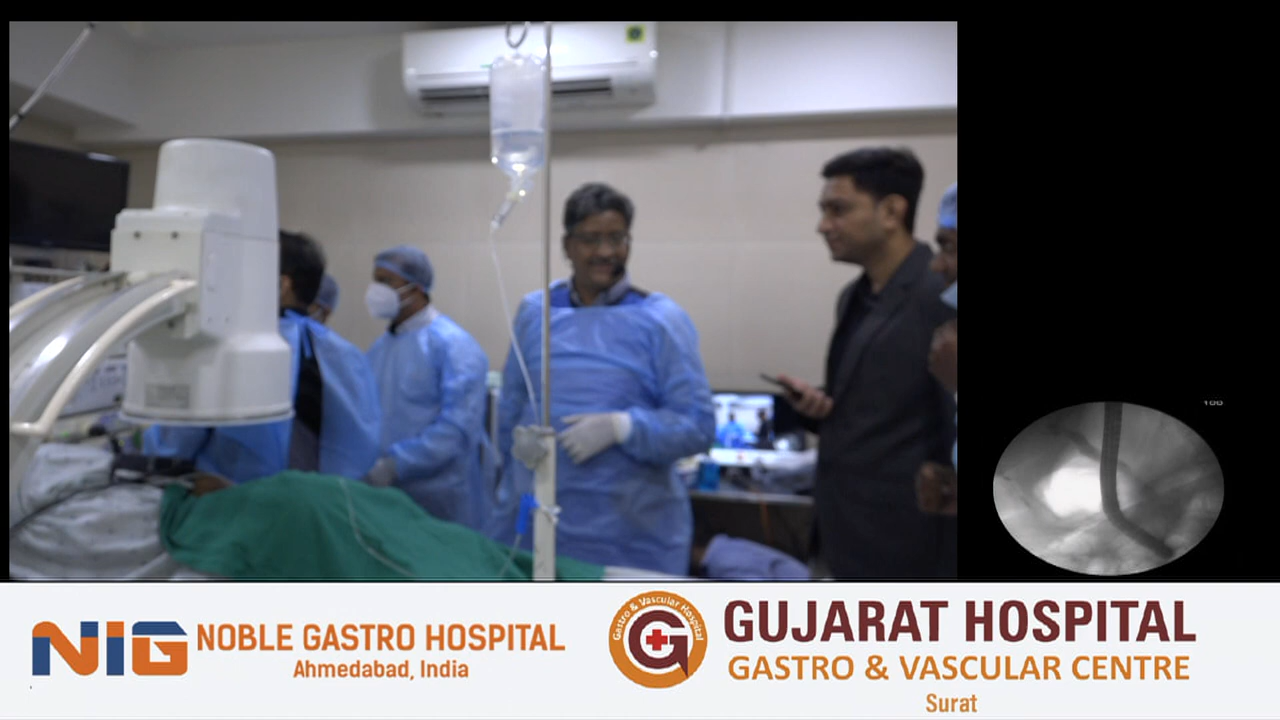 NIG NOBLE GASTRO HOSPITAL
Ahmedabad, India
Gastro & Vascular Hospital
G
GUJARAT HOSPITAL
GASTRO & VASCULAR CENTRE
Surat